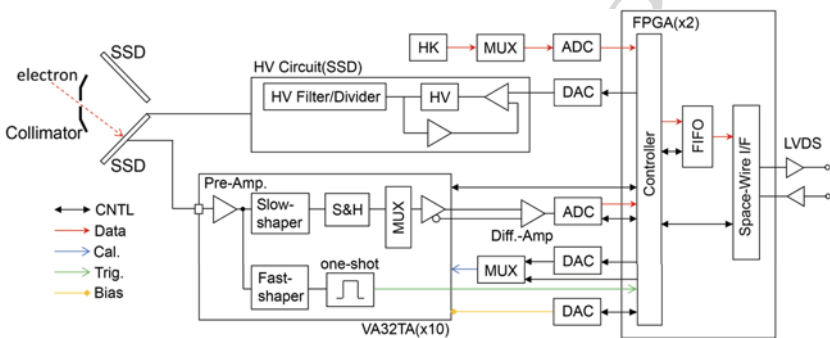 SSD
electron
Collimator
SSD
HV Circuit(SSD)
HV Filter/Divider
HV
HK
MUX
ADC
DAC
FPGA(x2)
Controller
FIFO
Space-Wire I/F
LVDS
Pre-Amp.
Slow-
shaper
S&H
MUX
Diff.-Amp
ADC
Fast-
shaper
one-shot
MUX
DAC
DAC
VA32TA(x10)
CNTL
Data
Cal.
Trig.
Bias